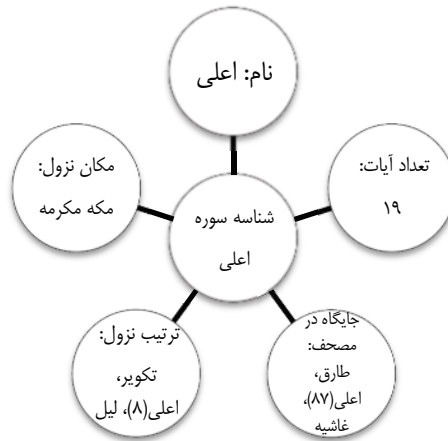 نام: اعلی
تعداد آیات:
۱۹
مکان نزول:
مکه مکرمه
شناسه سوره
اعلی
جایگاه در
مصحف:
طارق،
اعلی(۸۷)،
غاشیه
ترتیب نزول:
تکویر،
اعلی(۸)، لیل